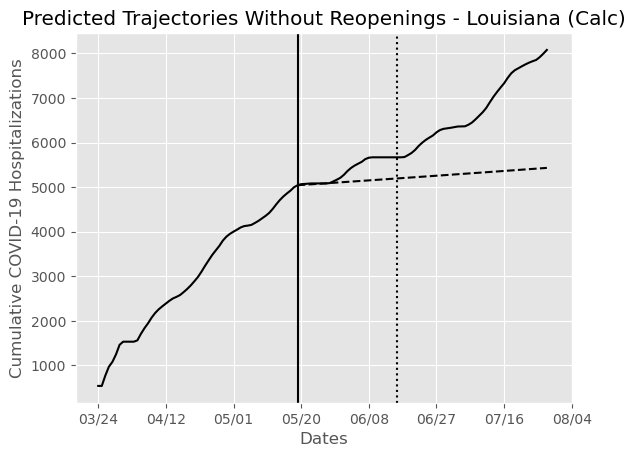 Predicted Trajectories Without Reopenings - Louisiana (Calc)
Cumulative COVID-19 Hospitalizations
8000
7000
6000
5000
4000
3000
2000
1000
03/24 04/12 05/01 05/20 06/08 06/27 07/16 08/04
Dates